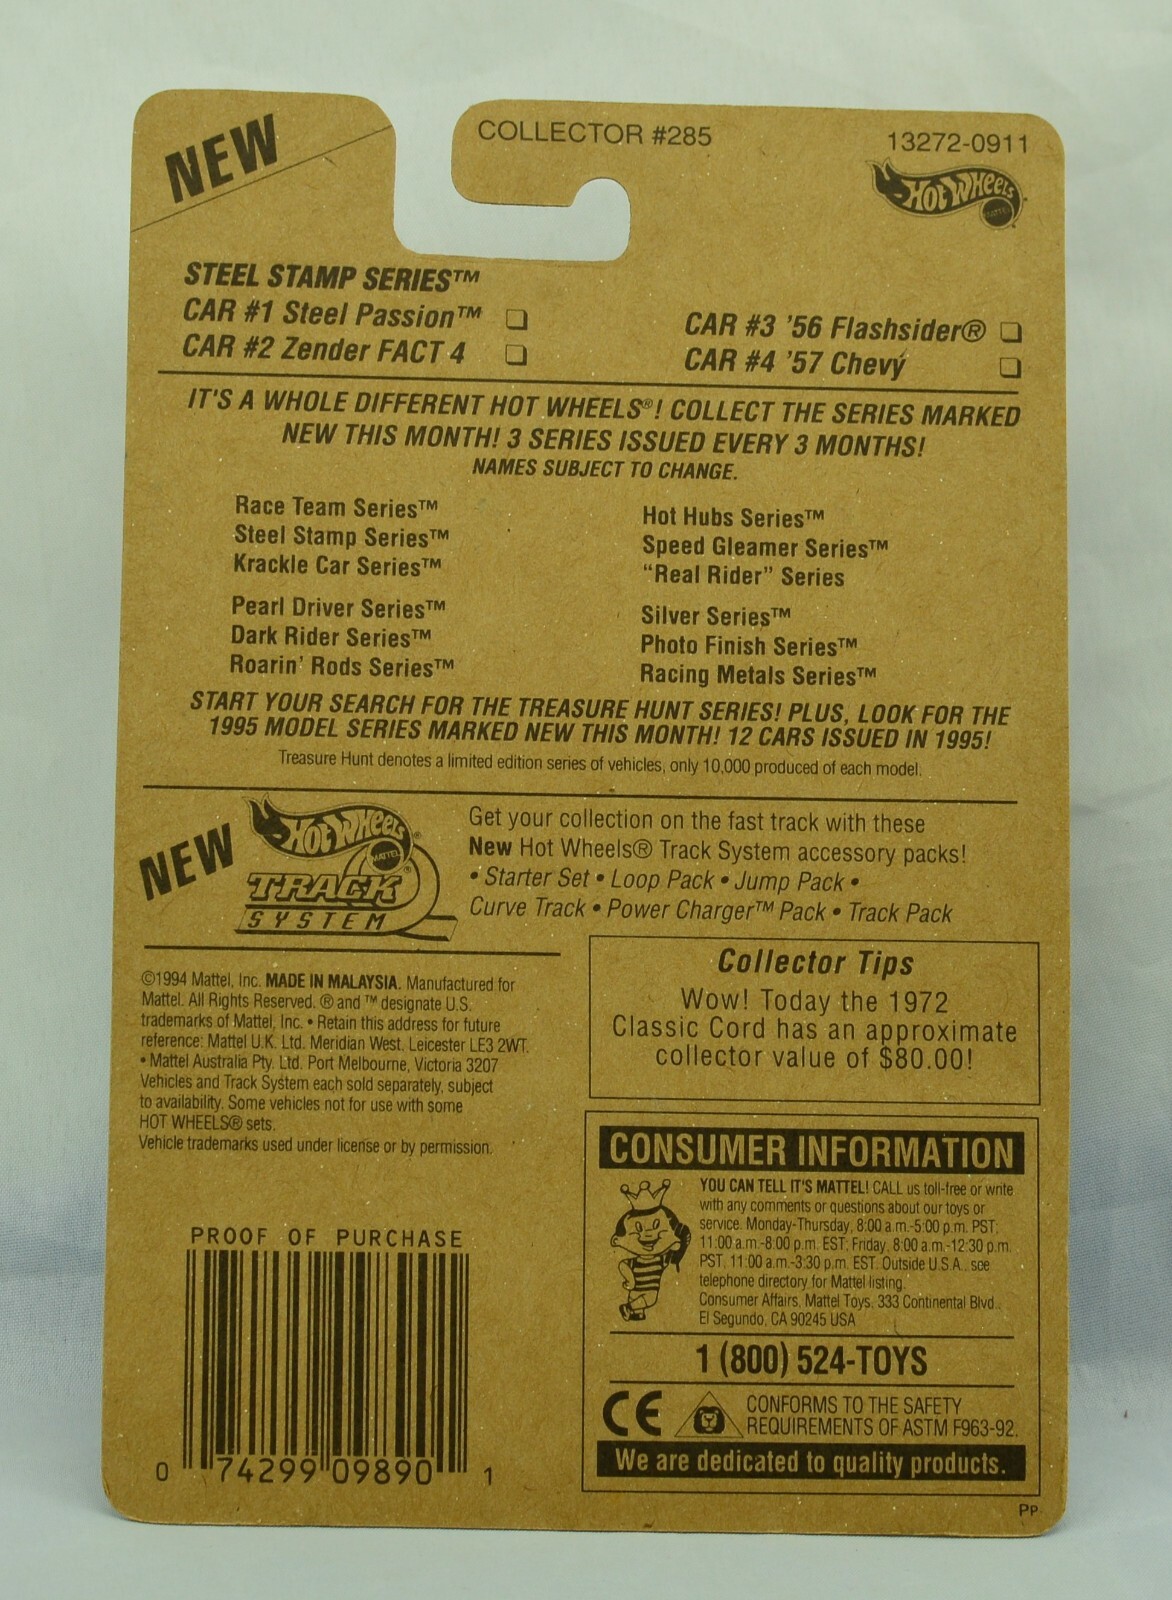 NEW
COLLECTOR #285
13272-0911
HOT WHEELS
MATTEL
STEEL STAMP SERIES™
CAR #1 Steel Passion™
CAR #2 Zender FACT 4
CAR #3 '56 Flashsider®
CAR #4 '57 Chevy
IT'S A WHOLE DIFFERENT HOT WHEELS®! COLLECT THE SERIES MARKED
NEW THIS MONTH! 3 SERIES ISSUED EVERY 3 MONTHS!
NAMES SUBJECT TO CHANGE.
Race Team Series™
Steel Stamp Series™
Krackle Car Series™
Pearl Driver Series™
Dark Rider Series™
Roarin' Rods Series™
Hot Hubs Series™
Speed Gleamer Series™
“Real Rider” Series
Silver Series™
Photo Finish Series™
Racing Metals Series™
START YOUR SEARCH FOR THE TREASURE HUNT SERIES! PLUS, LOOK FOR THE
1995 MODEL SERIES MARKED NEW THIS MONTH! 12 CARS ISSUED IN 1995!
Treasure Hunt denotes a limited edition series of vehicles, only 10,000 produced of each model.
NEW
HOT WHEELS®
MATTEL
TRACK®
SYSTEM
Get your collection on the fast track with these
New Hot Wheels® Track System accessory packs!
• Starter Set • Loop Pack • Jump Pack •
Curve Track • Power Charger™ Pack • Track Pack
©1994 Mattel, Inc. MADE IN MALAYSIA. Manufactured for
Mattel. All Rights Reserved. ® and ™ designate U.S.
trademarks of Mattel, Inc. • Retain this address for future
reference: Mattel U.K. Ltd. Meridian West, Leicester LE3 2WT.
• Mattel Australia Pty. Ltd. Port Melbourne, Victoria 3207
Vehicles and Track System each sold separately, subject
to availability. Some vehicles not for use with some
HOT WHEELS® sets.
Vehicle trademarks used under license or by permission.
Collector Tips
Wow! Today the 1972
Classic Cord has an approximate
collector value of $80.00!
CONSUMER INFORMATION
YOU CAN TELL IT'S MATTEL! CALL us toll-free or write
with any comments or questions about our toys or
service. Monday-Thursday, 8:00 a.m.-5:00 p.m. PST;
11:00 a.m.-8:00 p.m. EST; Friday, 8:00 a.m.-12:30 p.m.
PST, 11:00 a.m.-3:30 p.m. EST. Outside U.S.A., see
telephone directory for Mattel listing.
Consumer Affairs, Mattel Toys, 333 Continental Blvd.,
El Segundo, CA 90245 USA
1 (800) 524-TOYS
CE
CONFORMS TO THE SAFETY
REQUIREMENTS OF ASTM F963-92.
We are dedicated to quality products.
PROOF OF PURCHASE
0 74299 09890 1
PP